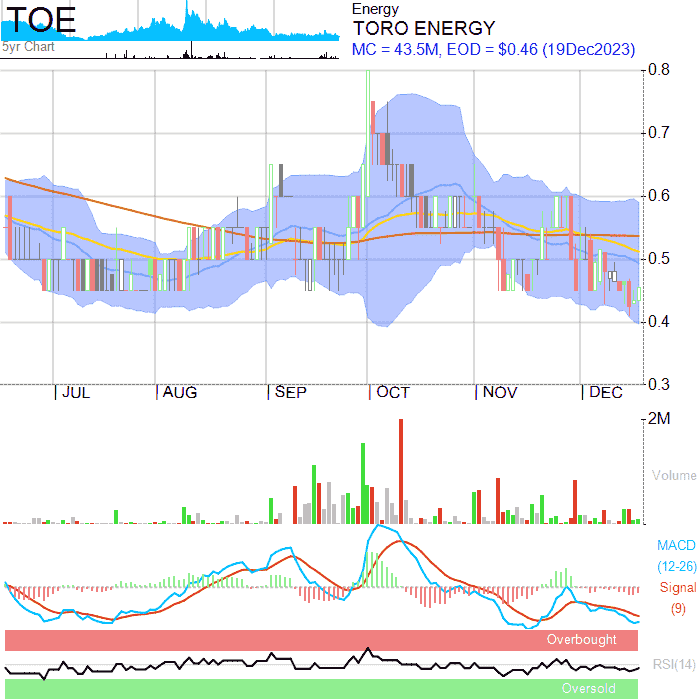 TOE
5yr Chart
Energy
TORO ENERGY
MC = 43.5M, EOD = $0.46 (19Dec2023)
0.8
0.7
0.6
0.5
0.4
0.3
JUL AUG SEP OCT NOV DEC
2M
Volume
MACD
(12-26)
Signal
(9)
Overbought
RSI(14)
Oversold